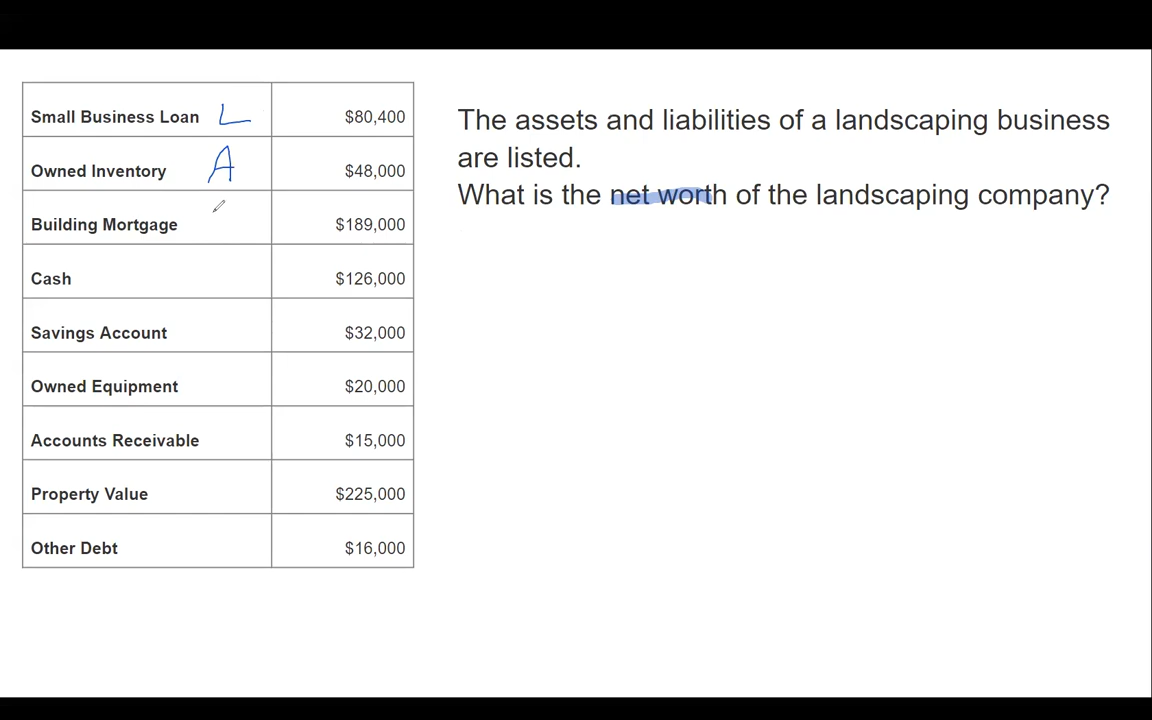 Small Business Loan L $80,400
Owned Inventory A $48,000
Building Mortgage $189,000
Cash $126,000
Savings Account $32,000
Owned Equipment $20,000
Accounts Receivable $15,000
Property Value $225,000
Other Debt $16,000
The assets and liabilities of a landscaping business
are listed.
What is the net worth of the landscaping company?